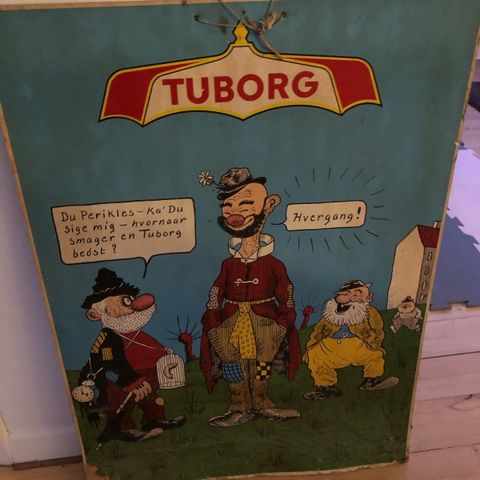 TUBORG
Du Perikles - Ka' Du
sige mig - hvornaar
smager en Tuborg
bedst?
Hvergang!